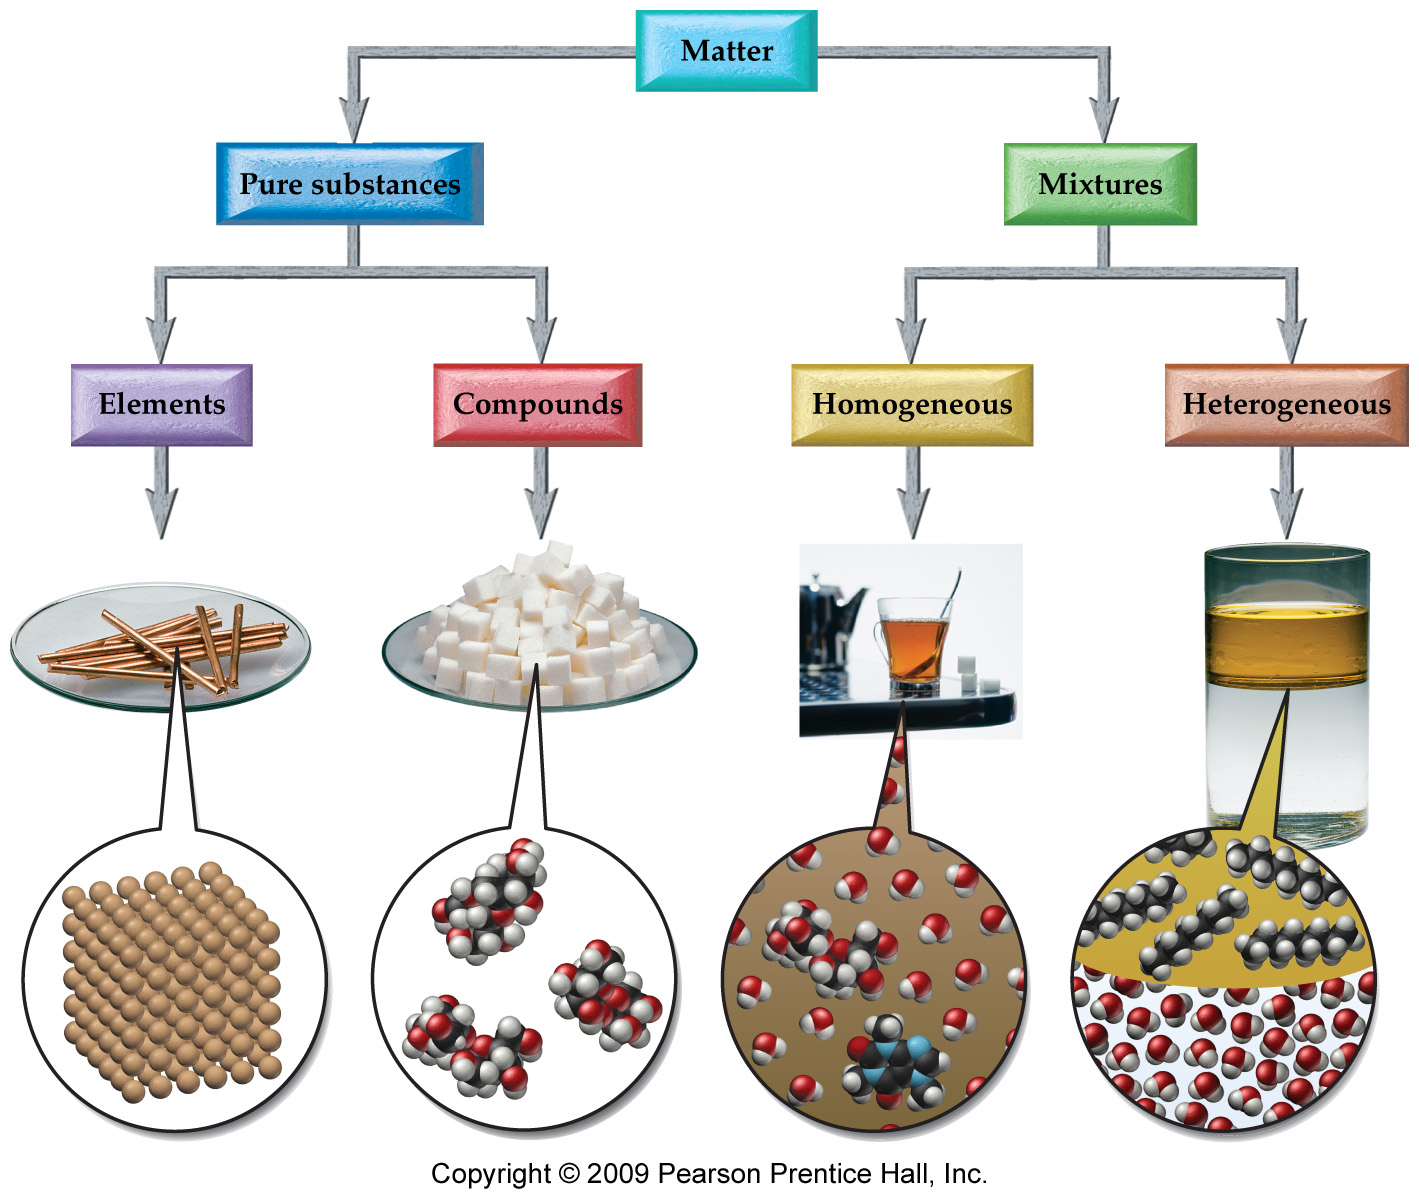 Matter
Pure substances
Mixtures
Elements
Compounds
Homogeneous
Heterogeneous
Copyright © 2009 Pearson Prentice Hall, Inc.